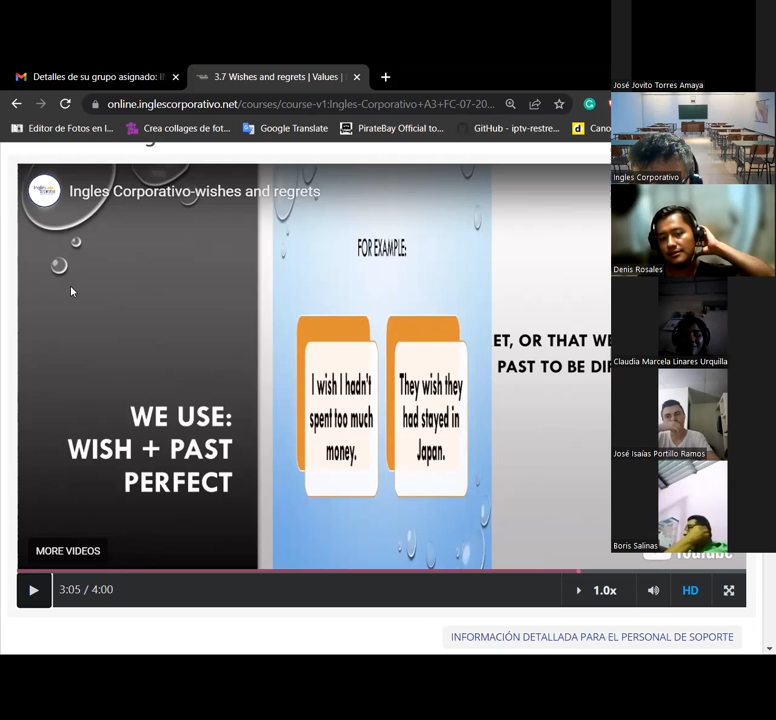 Detalles de su grupo asignado: I
3.7 Wishes and regrets | Values |
online.inglescorporativo.net/courses/course-v1:Ingles-Corporativo+A3+FC-07-20...
Editor de Fotos en l...
Crea collages de fot...
Google Translate
PirateBay Official to...
GitHub - iptv-restre...
Cano
Ingles Corporativo-wishes and regrets
WE USE:
WISH + PAST
PERFECT
FOR EXAMPLE:
I wish I hadn't
spent too much
money.
They wish they
had stayed in
Japan.
ET, OR THAT WE
PAST TO BE DIF
MORE VIDEOS
YouTube
3:05 / 4:00
1.0x
HD
INFORMACIÓN DETALLADA PARA EL PERSONAL DE SOPORTE
José Jovito Torres Amaya
Ingles Corporativo
Denis Rosales
Claudia Marcela Linares Urquilla
José Isaías Portillo Ramos
Boris Salinas